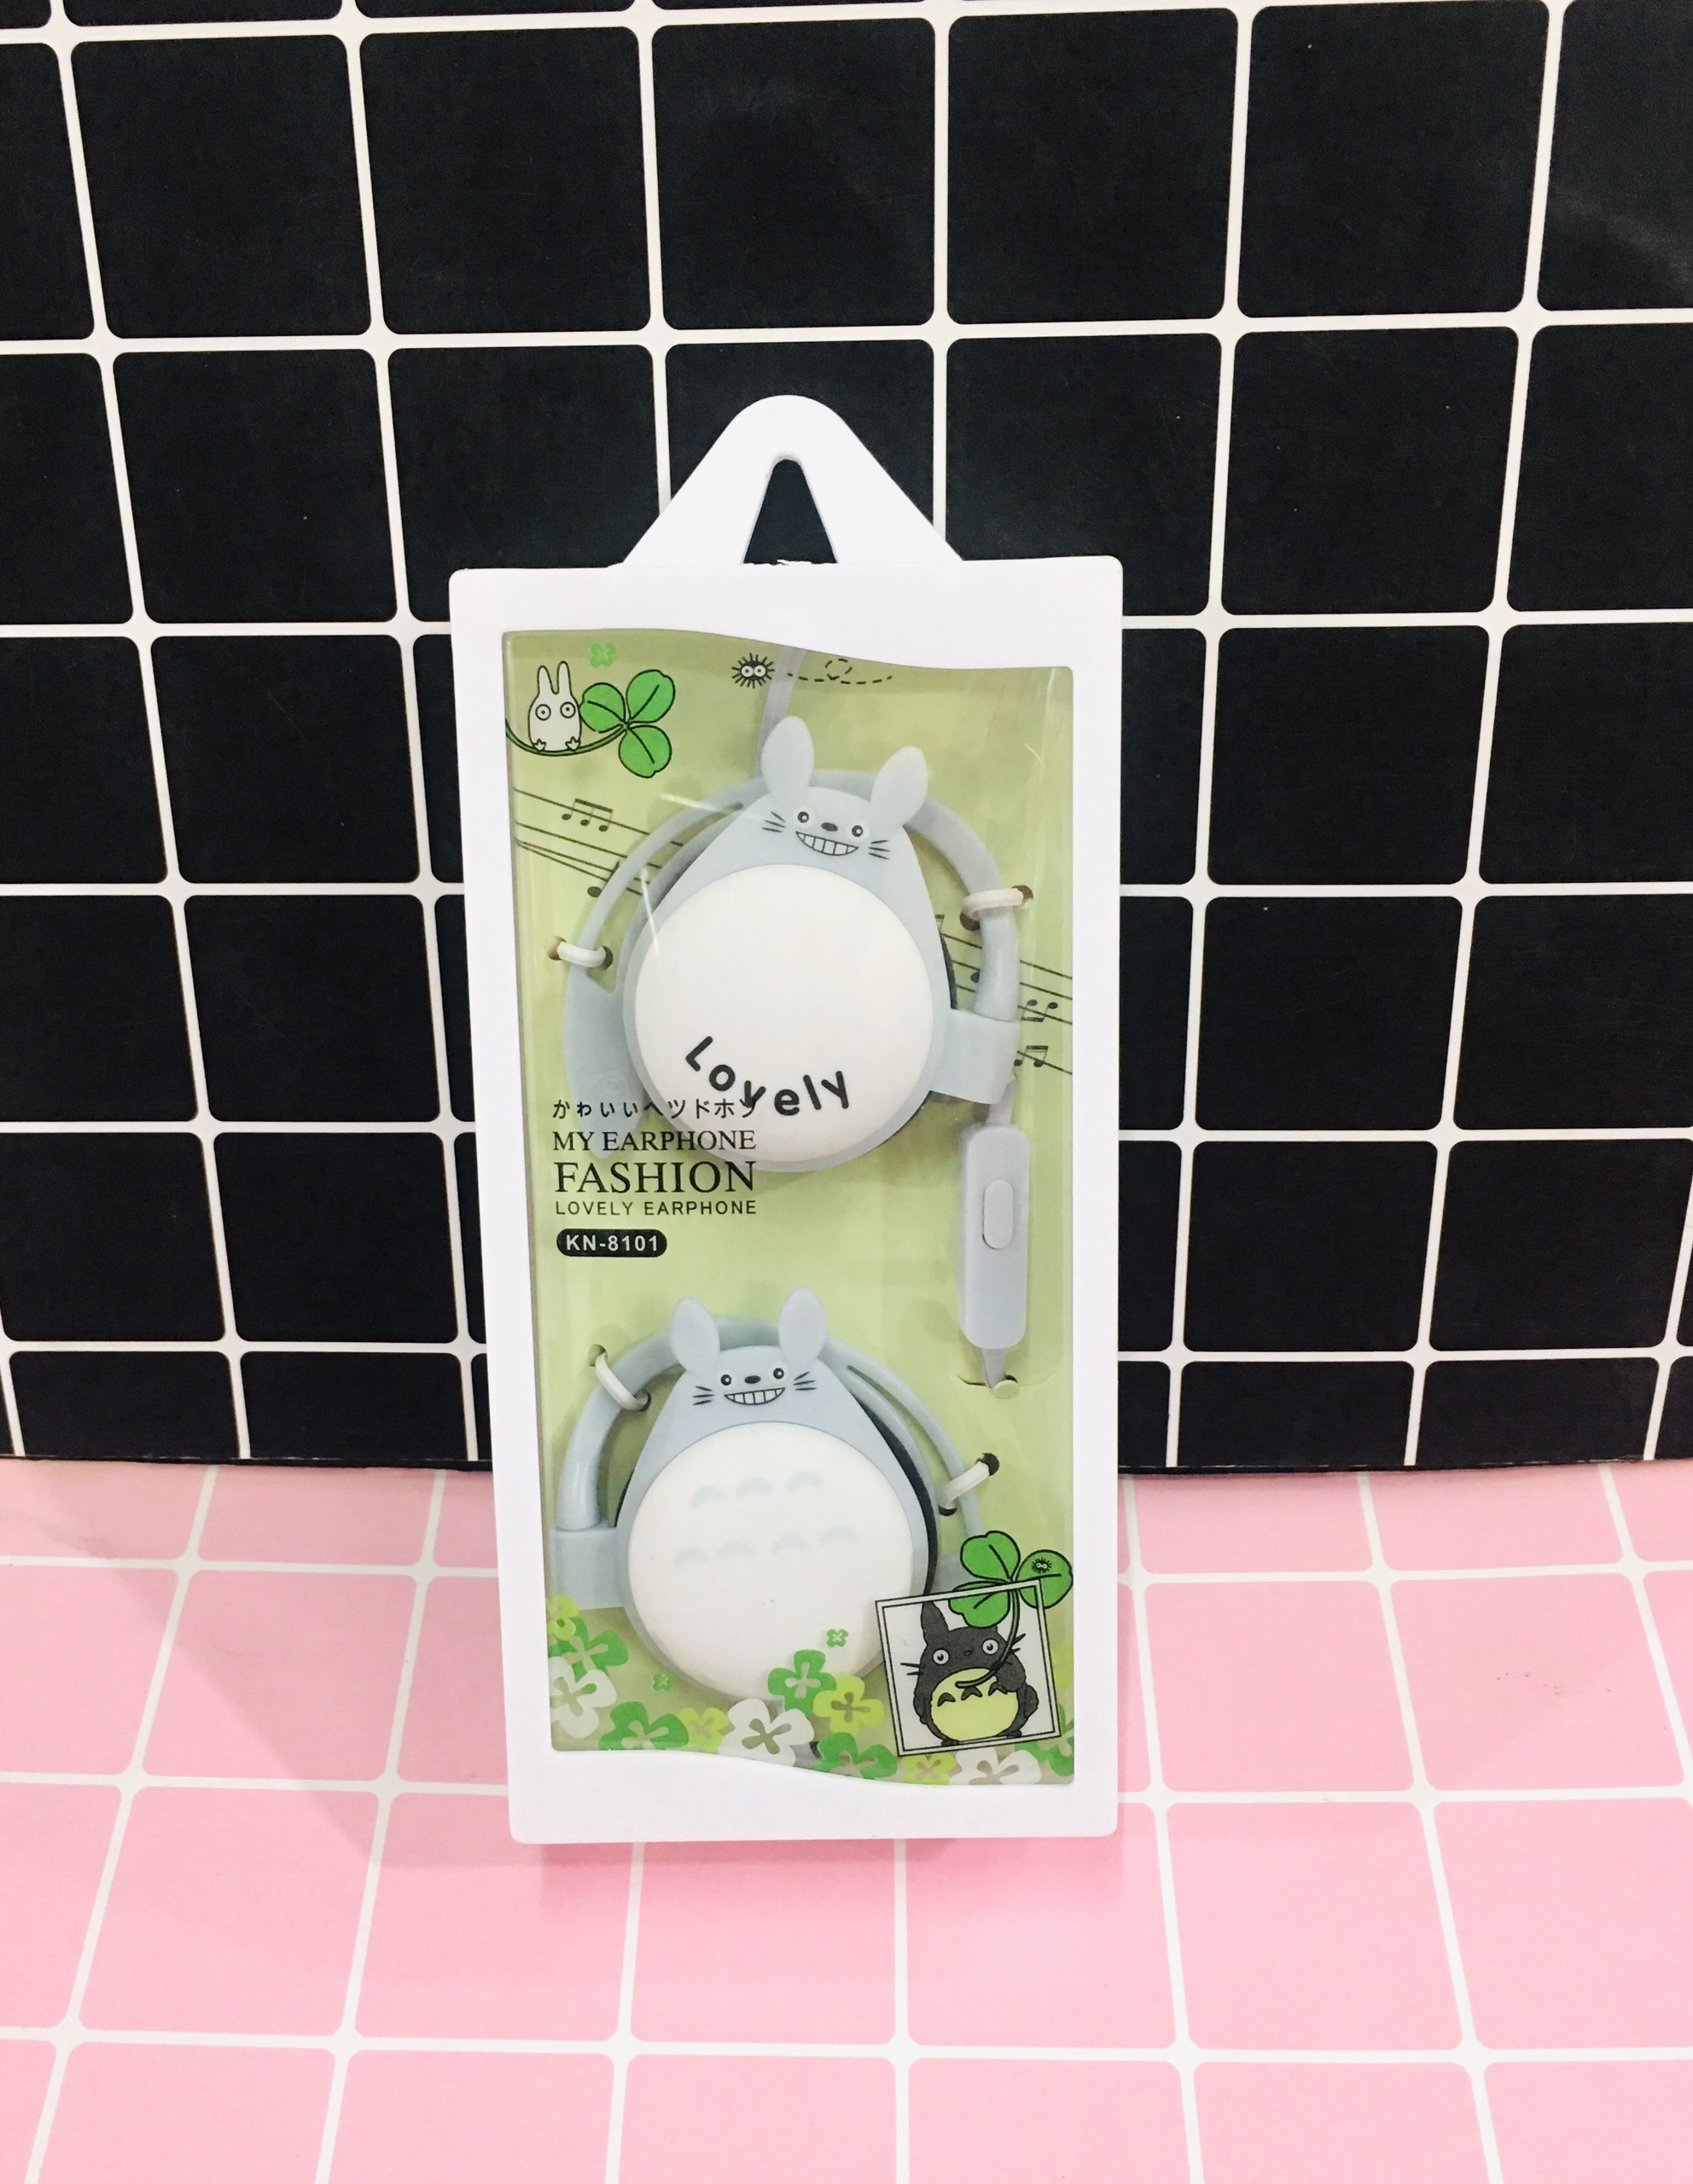 Lovely
かわいいヘツドホン
MY EARPHONE
FASHION
LOVELY EARPHONE
KN-8101